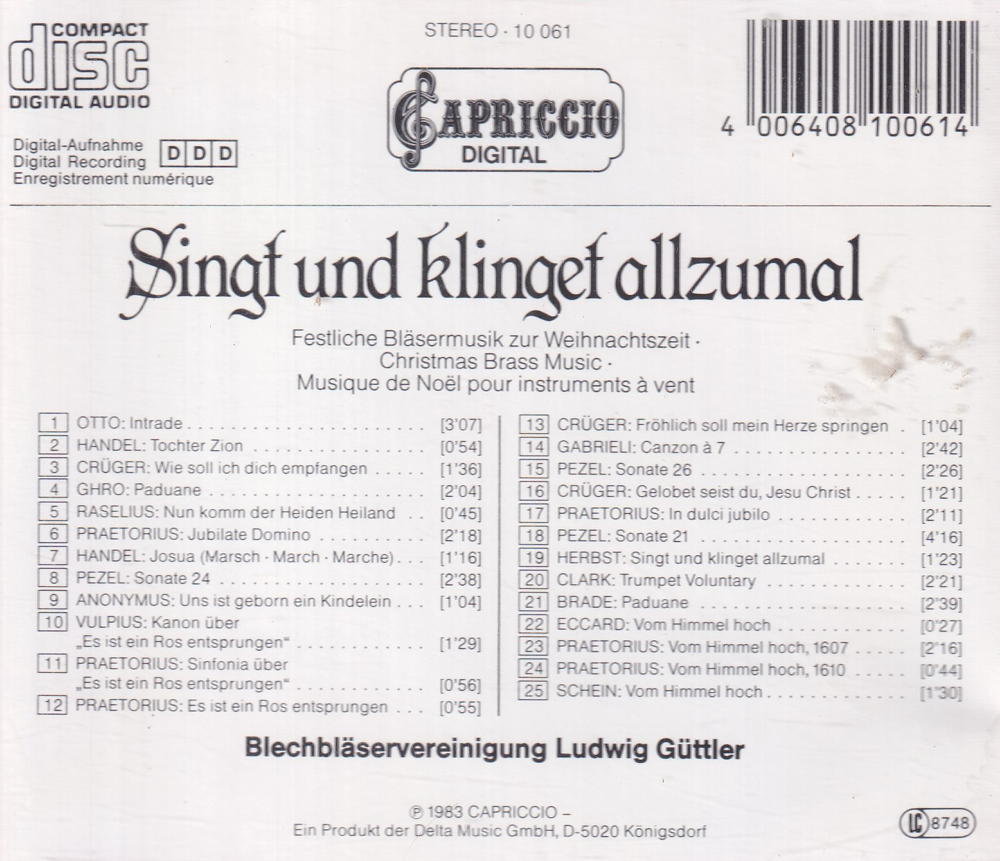 COMPACT
disc
DIGITAL AUDIO
STEREO · 10 061
CAPRICCIO
DIGITAL
4 006408 100614
Digital-Aufnahme
Digital Recording
Enregistrement numérique
D D D
Singt und klinget allzumal
Festliche Bläsermusik zur Weihnachtszeit ·
Christmas Brass Music ·
Musique de Noël pour instruments à vent
1 OTTO: Intrade . . . . . . . . . . . . . . . . . . . . . . [3'07]
2 HANDEL: Tochter Zion . . . . . . . . . . . . . . . . . [0'54]
3 CRÜGER: Wie soll ich dich empfangen . . . . . [1'36]
4 GHRO: Paduane . . . . . . . . . . . . . . . . . . . . [2'04]
5 RASELIUS: Nun komm der Heiden Heiland . . [0'45]
6 PRAETORIUS: Jubilate Domino . . . . . . . . . . [2'18]
7 HANDEL: Josua (Marsch · March · Marche) . . . [1'16]
8 PEZEL: Sonate 24 . . . . . . . . . . . . . . . . . . . [2'38]
9 ANONYMUS: Uns ist geborn ein Kindelein . . . [1'04]
10 VULPIUS: Kanon über
„Es ist ein Ros entsprungen“ . . . . . . . . . . . . [1'29]
11 PRAETORIUS: Sinfonia über
„Es ist ein Ros entsprungen“ . . . . . . . . . . . . [0'56]
12 PRAETORIUS: Es ist ein Ros entsprungen . . . [0'55]
13 CRÜGER: Fröhlich soll mein Herze springen . [1'04]
14 GABRIELI: Canzon à 7 . . . . . . . . . . . . . . . . [2'42]
15 PEZEL: Sonate 26 . . . . . . . . . . . . . . . . . . . [2'26]
16 CRÜGER: Gelobet seist du, Jesu Christ . . . . . [1'21]
17 PRAETORIUS: In dulci jubilo . . . . . . . . . . . . [2'11]
18 PEZEL: Sonate 21 . . . . . . . . . . . . . . . . . . . [4'16]
19 HERBST: Singt und klinget allzumal . . . . . . . [1'23]
20 CLARK: Trumpet Voluntary . . . . . . . . . . . . . [2'21]
21 BRADE: Paduane . . . . . . . . . . . . . . . . . . . [2'39]
22 ECCARD: Vom Himmel hoch . . . . . . . . . . . . [0'27]
23 PRAETORIUS: Vom Himmel hoch, 1607 . . . . . [2'16]
24 PRAETORIUS: Vom Himmel hoch, 1610 . . . . . [0'44]
25 SCHEIN: Vom Himmel hoch . . . . . . . . . . . . . [1'30]
Blechbläservereinigung Ludwig Güttler
℗ 1983 CAPRICCIO –
Ein Produkt der Delta Music GmbH, D-5020 Königsdorf
LC 8748